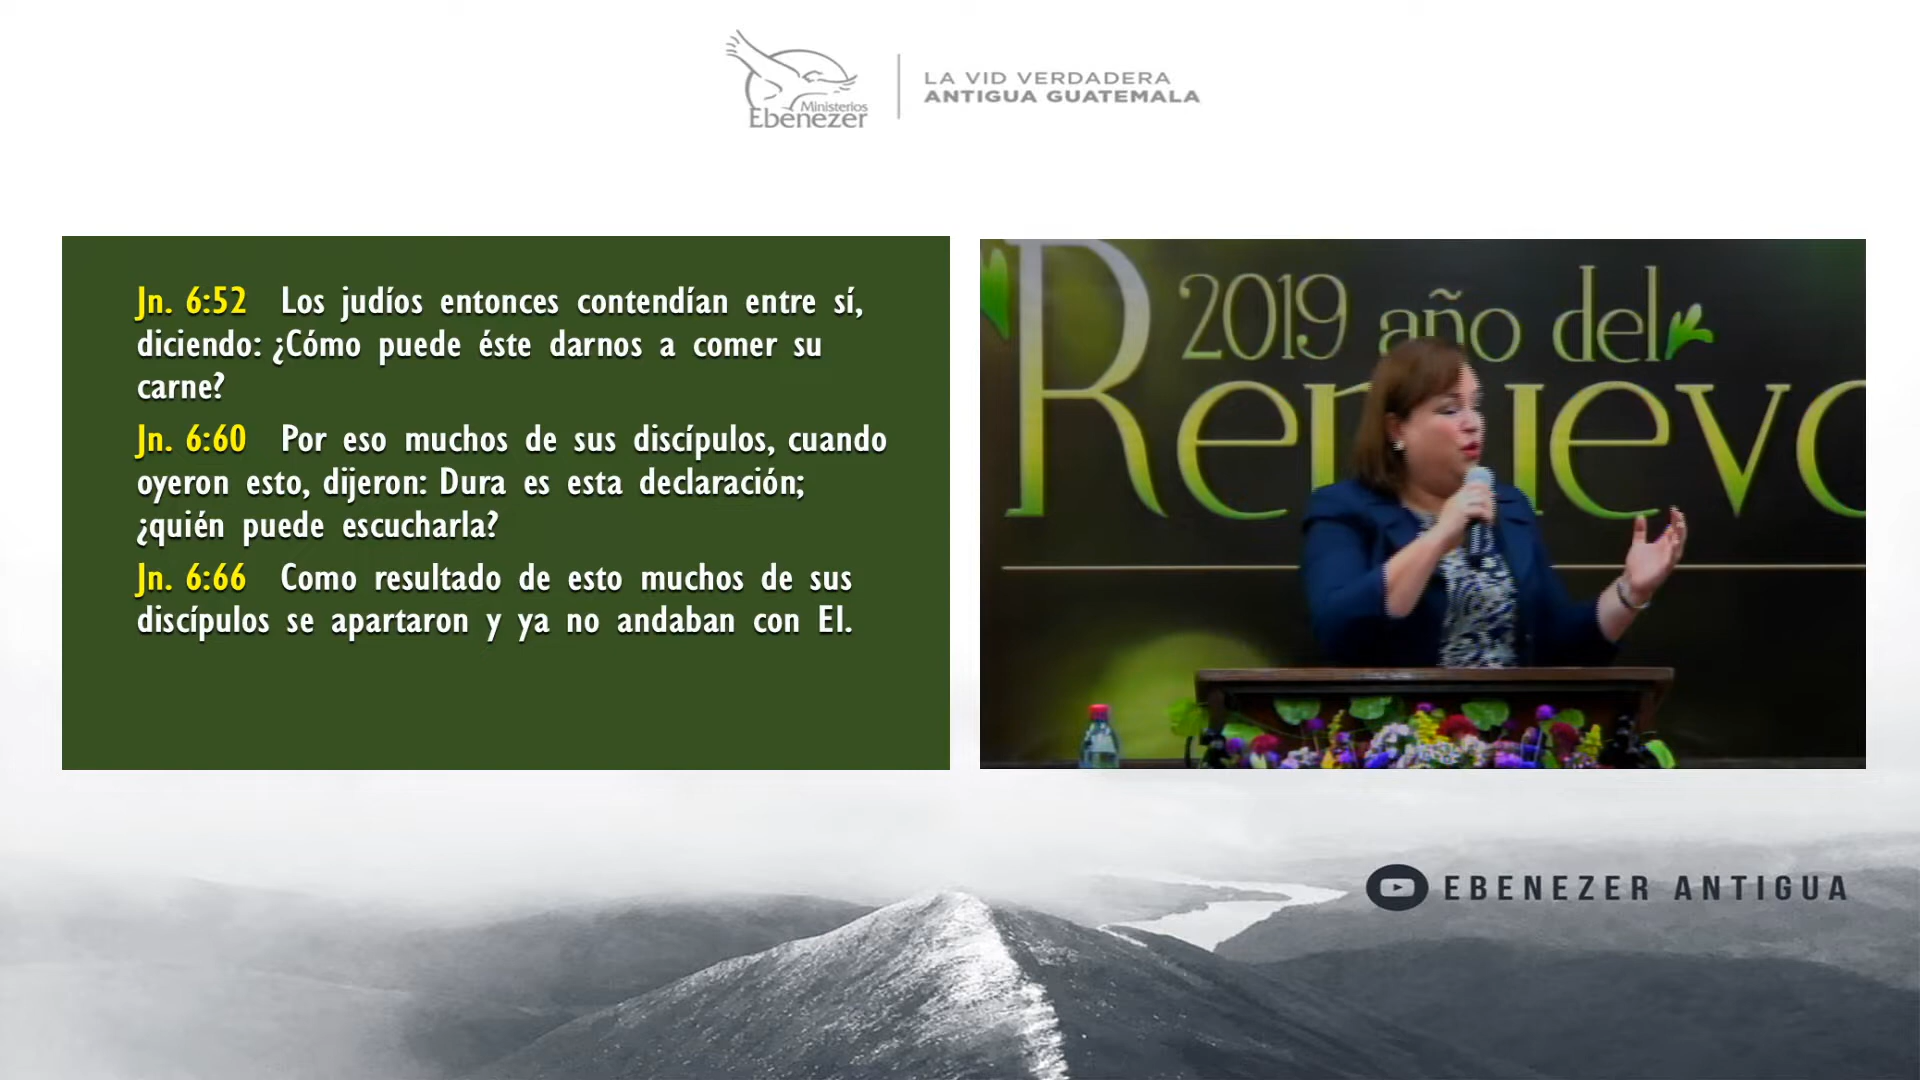 Ministerios
Ebenezer
LA VID VERDADERA
ANTIGUA GUATEMALA
Jn. 6:52 Los judíos entonces contendían entre sí,
diciendo: ¿Cómo puede éste darnos a comer su
carne?
Jn. 6:60 Por eso muchos de sus discípulos, cuando
oyeron esto, dijeron: Dura es esta declaración;
¿quién puede escucharla?
Jn. 6:66 Como resultado de esto muchos de sus
discípulos se apartaron y ya no andaban con El.
2019 año del
Renuevo
EBENEZER ANTIGUA